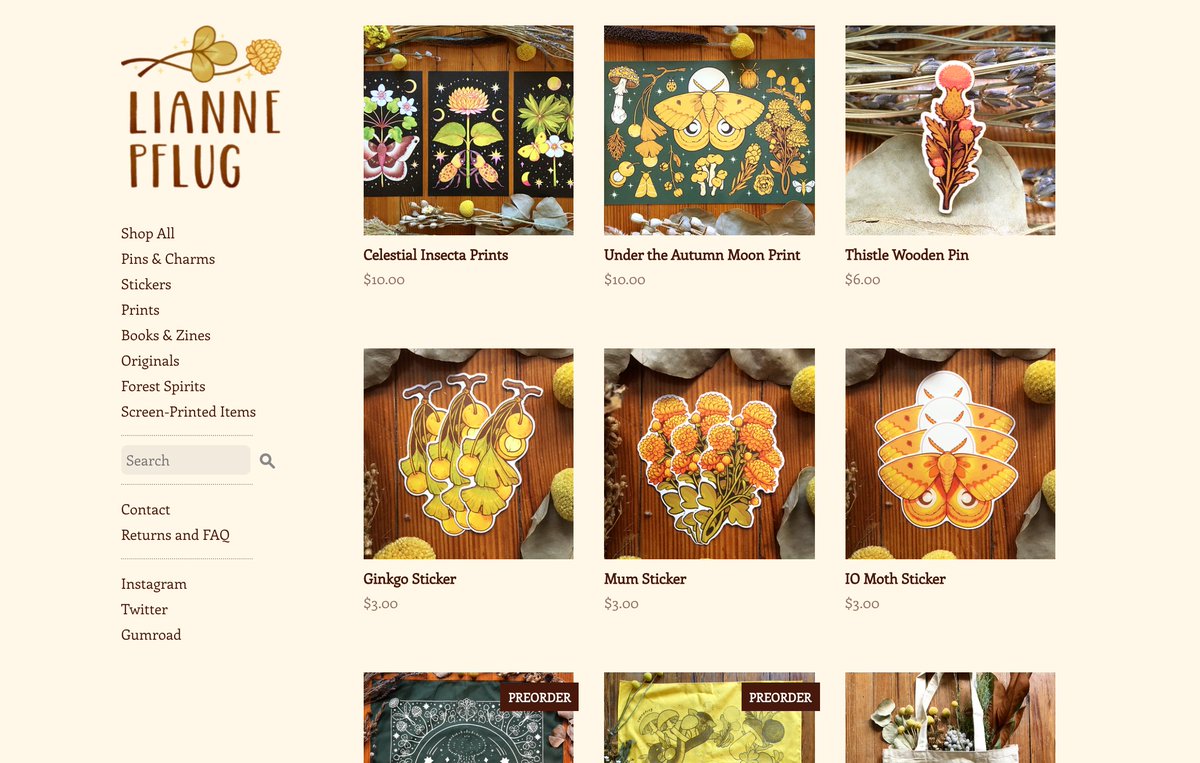 LIANNE
PFLUG
Shop All
Pins & Charms
Stickers
Prints
Books & Zines
Originals
Forest Spirits
Screen-Printed Items
Search
Contact
Returns and FAQ
Instagram
Twitter
Gumroad
Celestial Insecta Prints
$10.00
Under the Autumn Moon Print
$10.00
Thistle Wooden Pin
$6.00
Ginkgo Sticker
$3.00
Mum Sticker
$3.00
IO Moth Sticker
$3.00
PREORDER
PREORDER